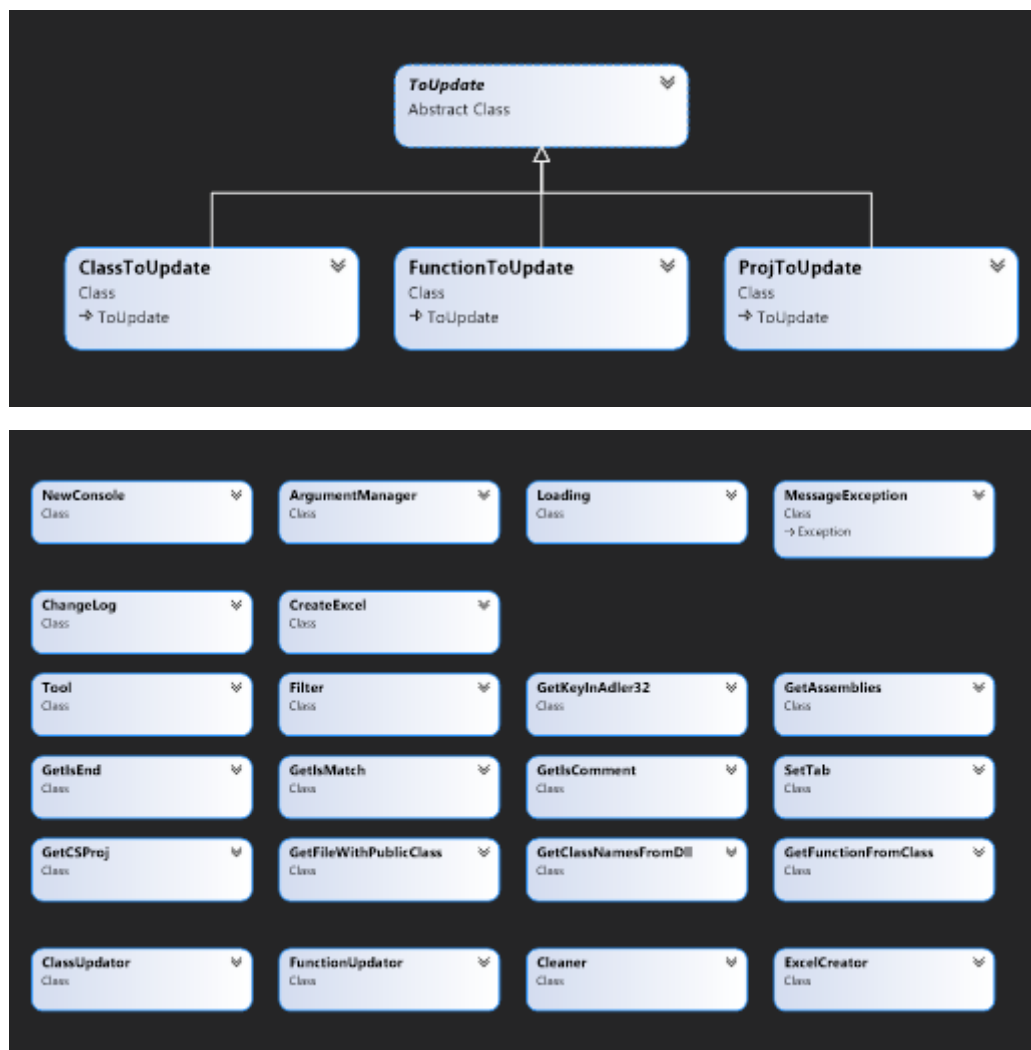 ToUpdate
Abstract Class
ClassToUpdate
Class
ToUpdate
FunctionToUpdate
Class
ToUpdate
ProjToUpdate
Class
ToUpdate
NewConsole
Class
ArgumentManager
Class
Loading
Class
MessageException
Class
Exception
ChangeLog
Class
CreateExcel
Class
Tool
Class
Filter
Class
GetKeyInAdler32
Class
GetAssemblies
Class
GetIsEnd
Class
GetIsMatch
Class
GetIsComment
Class
SetTab
Class
GetCSProj
Class
GetFileWithPublicClass
Class
GetClassNamesFromDll
Class
GetFunctionFromClass
Class
ClassUpdator
Class
FunctionUpdator
Class
Cleaner
Class
ExcelCreator
Class